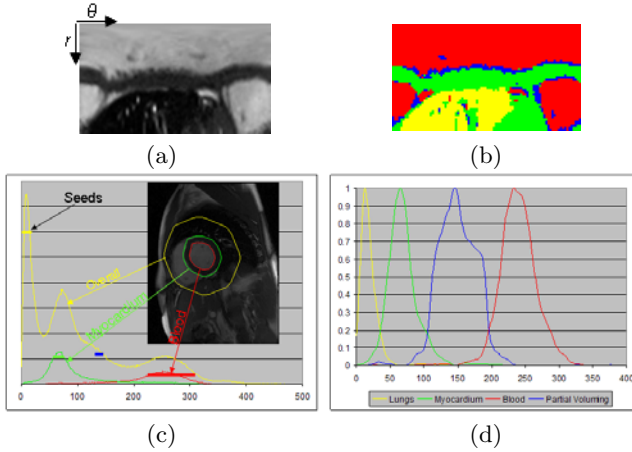 θ
r
(a)
(b)
Seeds
Overall
Myocardium
Blood
0 100 200 300 400 500
(c)
1
0.9
0.8
0.7
0.6
0.5
0.4
0.3
0.2
0.1
0
0 50 100 150 200 250 300 350 400
Lungs Myocardium Blood Partial Voluming
(d)